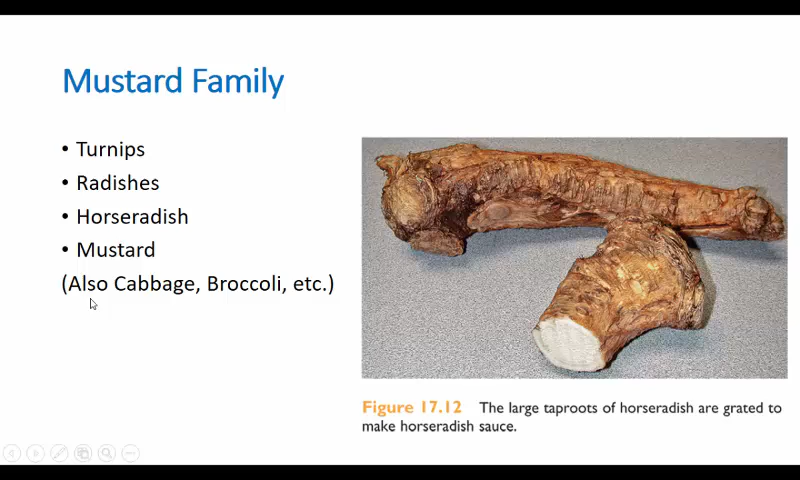 Mustard Family
• Turnips
• Radishes
• Horseradish
• Mustard
(Also Cabbage, Broccoli, etc.)
Figure 17.12 The large taproots of horseradish are grated to
make horseradish sauce.